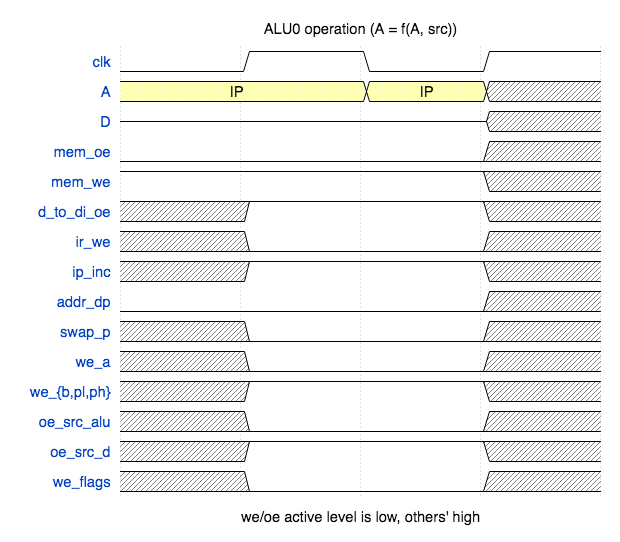 ALU0 operation (A = f(A, src))
clk
A IP IP
D
mem_oe
mem_we
d_to_di_oe
ir_we
ip_inc
addr_dp
swap_p
we_a
we_{b,pl,ph}
oe_src_alu
oe_src_d
we_flags
we/oe active level is low, others' high